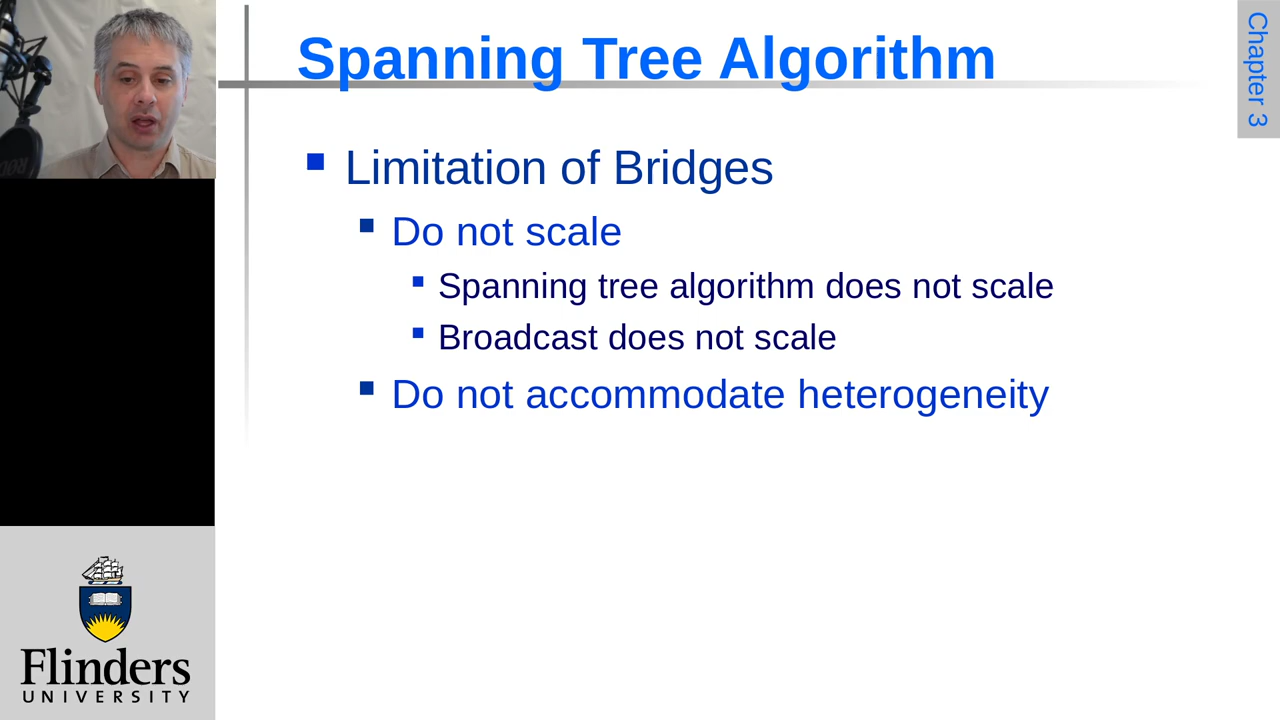 Spanning Tree Algorithm
Chapter 3
Limitation of Bridges
Do not scale
Spanning tree algorithm does not scale
Broadcast does not scale
Do not accommodate heterogeneity
Flinders
UNIVERSITY